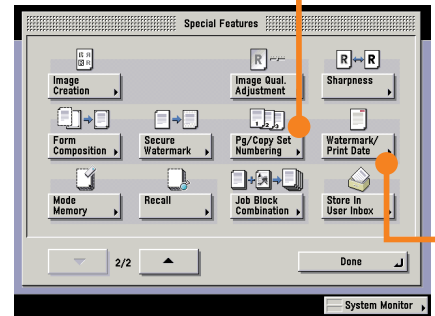 Special Features
Image
Creation
Image Qual.
Adjustment
Sharpness
Form
Composition
Secure
Watermark
Pg/Copy Set
Numbering
Watermark/
Print Date
Mode
Memory
Recall
Job Block
Combination
Store In
User Inbox
2/2
Done
System Monitor